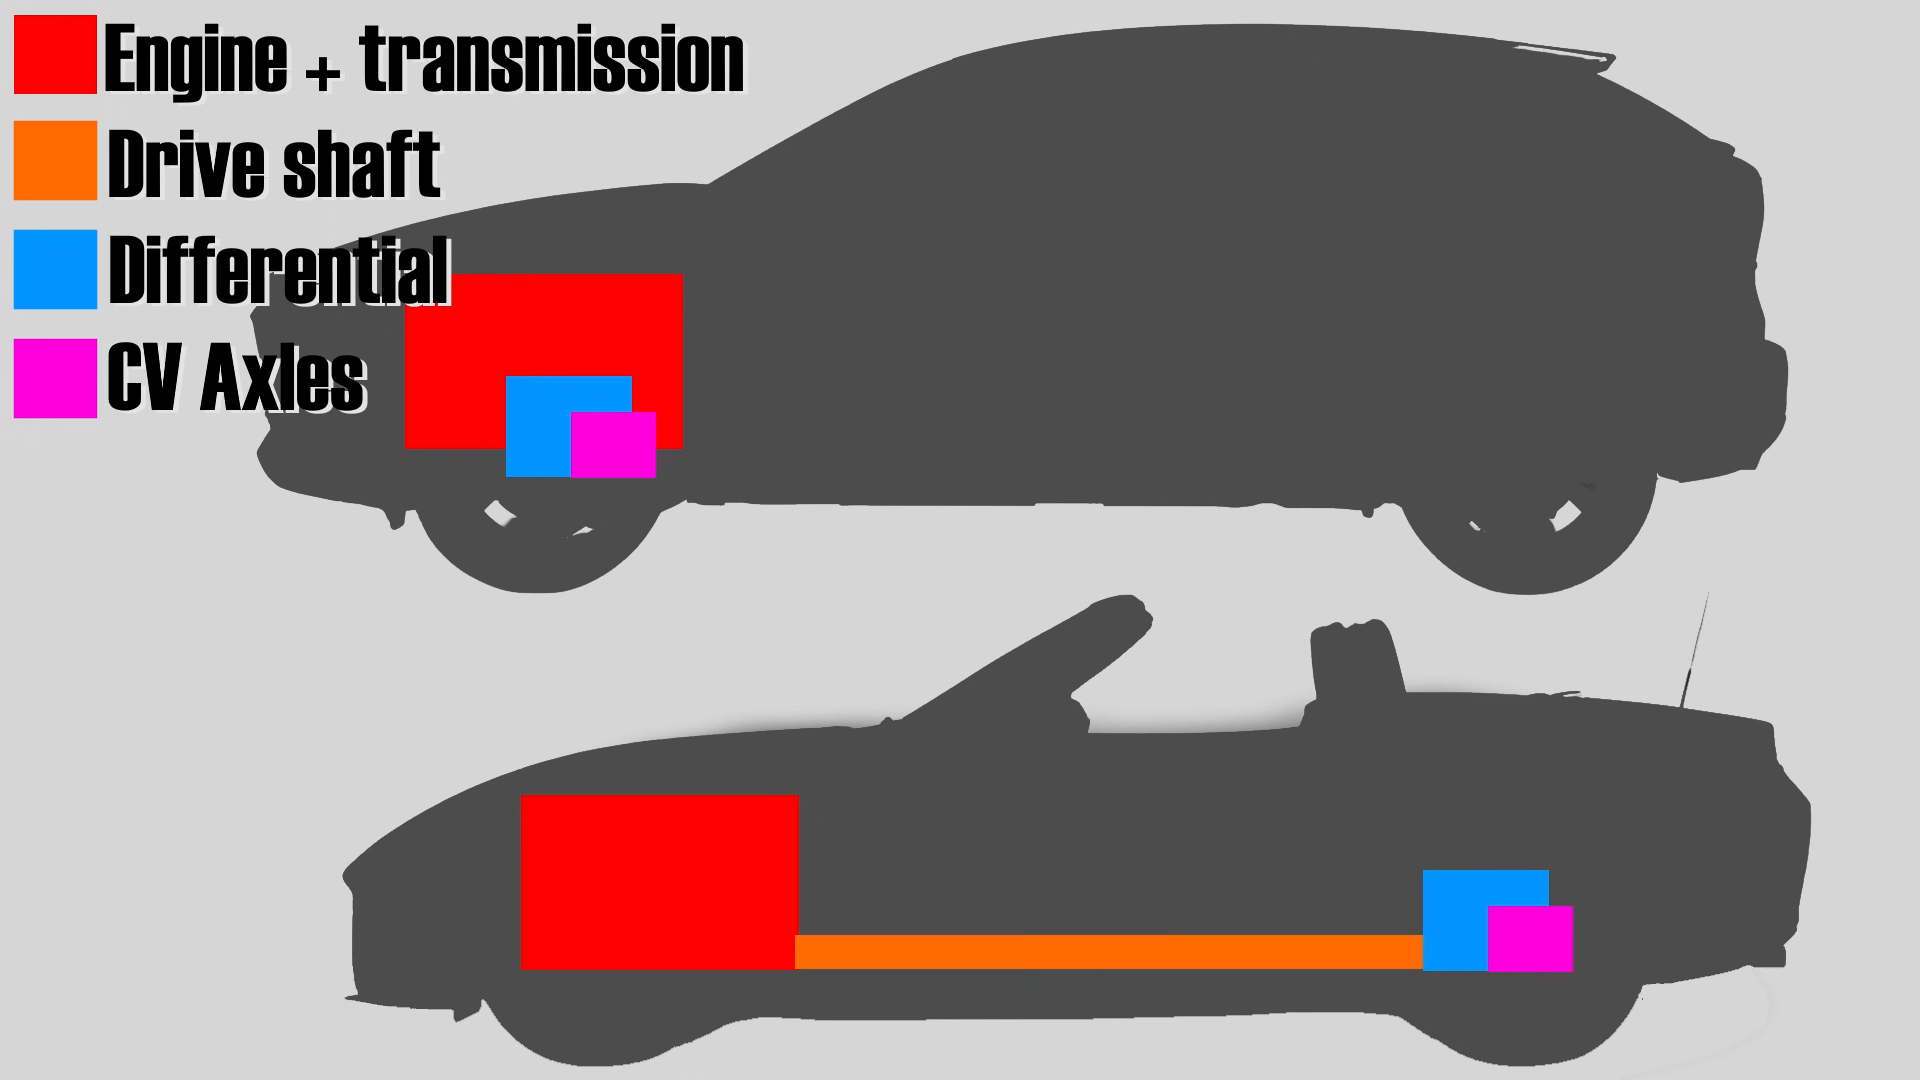 Engine + transmission
Drive shaft
Differential
CV Axles